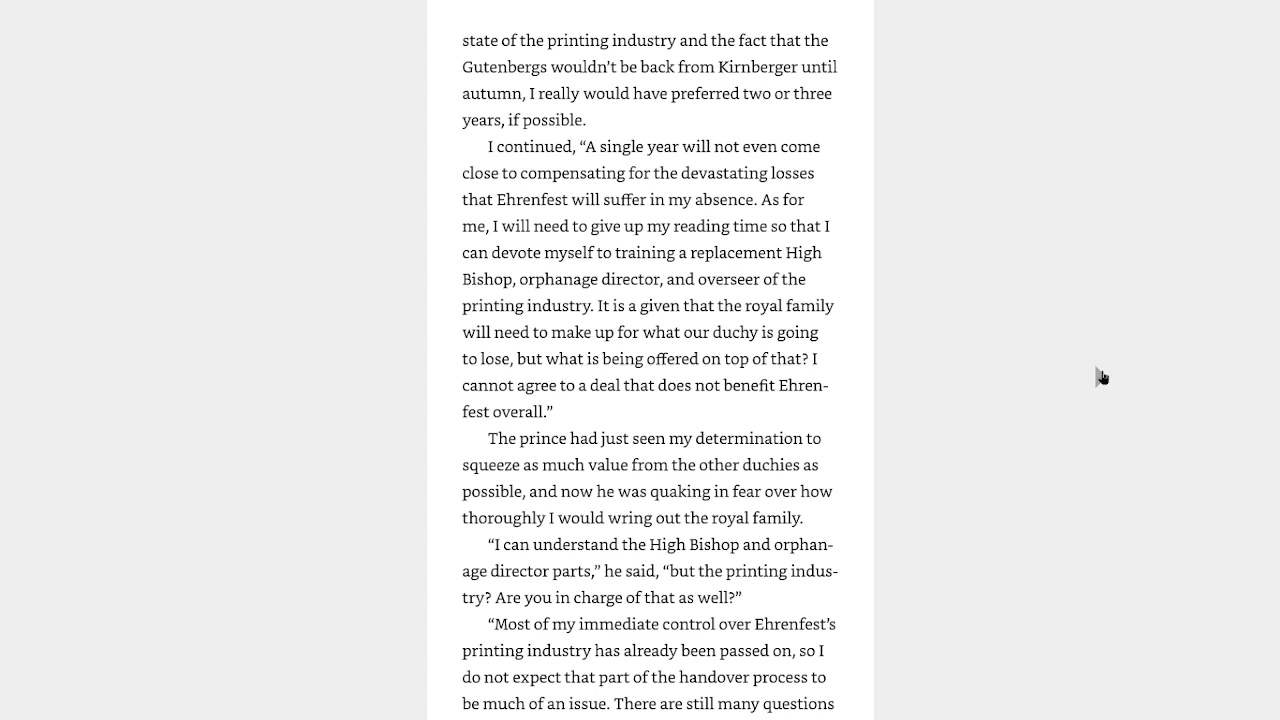 state of the printing industry and the fact that the
Gutenbergs wouldn’t be back from Kirnberger until
autumn, I really would have preferred two or three
years, if possible.
I continued, “A single year will not even come
close to compensating for the devastating losses
that Ehrenfest will suffer in my absence. As for
me, I will need to give up my reading time so that I
can devote myself to training a replacement High
Bishop, orphanage director, and overseer of the
printing industry. It is a given that the royal family
will need to make up for what our duchy is going
to lose, but what is being offered on top of that? I
cannot agree to a deal that does not benefit Ehren-
fest overall.”
The prince had just seen my determination to
squeeze as much value from the other duchies as
possible, and now he was quaking in fear over how
thoroughly I would wring out the royal family.
“I can understand the High Bishop and orphan-
age director parts,” he said, “but the printing indus-
try? Are you in charge of that as well?”
“Most of my immediate control over Ehrenfest’s
printing industry has already been passed on, so I
do not expect that part of the handover process to
be much of an issue. There are still many questions